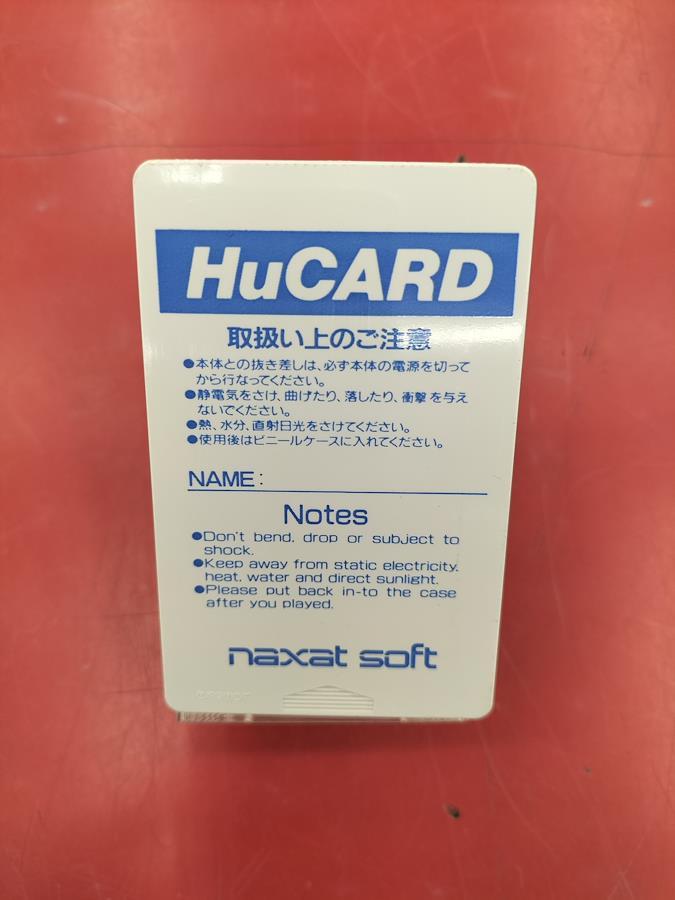 HuCARD
取扱い上のご注意
●本体との抜き差しは、必ず本体の電源を切って
から行なってください。
●静電気をさけ、曲げたり、落したり、衝撃を与え
ないでください。
●熱、水分、直射日光をさけてください。
●使用後はビニールケースに入れてください。
NAME:
Notes
●Don't bend, drop or subject to
shock.
●Keep away from static electricity,
heat, water and direct sunlight.
●Please put back in-to the case
after you played.
naxat soft